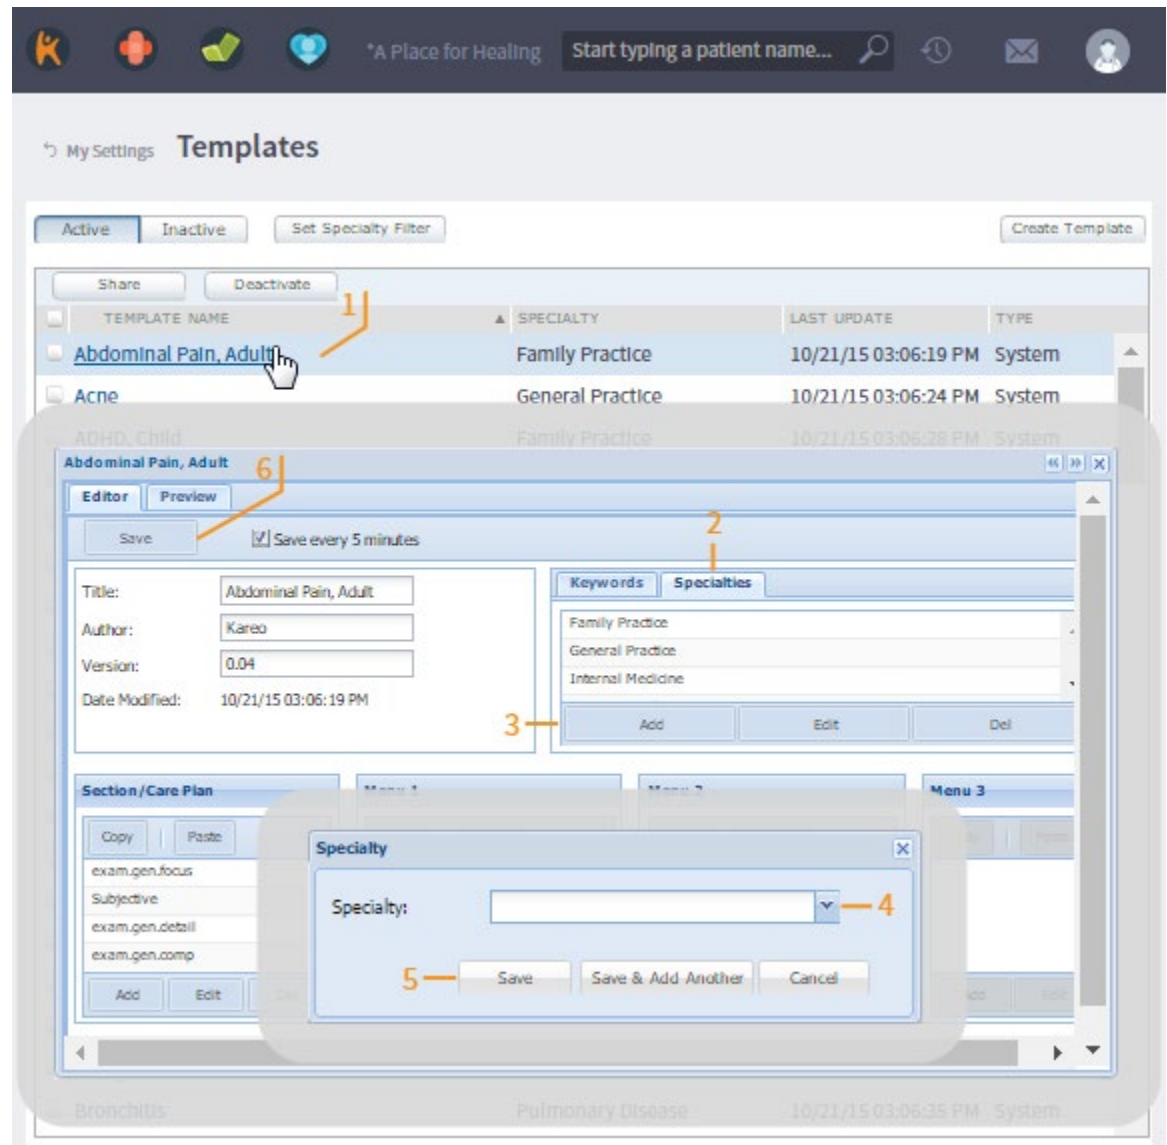 *A Place for Healing Start typing a patient name...
My Settings Templates
Active Inactive Set Specialty Filter Create Template
Share Deactivate
1
TEMPLATE NAME SPECIALTY LAST UPDATE TYPE
Abdominal Pain, Adult Family Practice 10/21/15 03:06:19 PM System
Acne General Practice 10/21/15 03:06:24 PM System
ADHD, Child Family Practice 10/21/15 03:06:28 PM System
Abdominal Pain, Adult
6
Editor Preview
Save Save every 5 minutes
2
Title: Abdominal Pain, Adult
Author: Kareo
Version: 0.04
Date Modified: 10/21/15 03:06:19 PM
Keywords Specialties
Family Practice
General Practice
Internal Medicine
3
Add Edit Del
Section/Care Plan Menu 1 Menu 2 Menu 3
Copy Paste
exam.gen.focus
Subjective
exam.gen.detail
exam.gen.comp
Add Edit Del Add Edit
Specialty
Specialty: 4
5 Save Save & Add Another Cancel
Bronchitis Pulmonary Disease 10/21/15 03:06:35 PM System